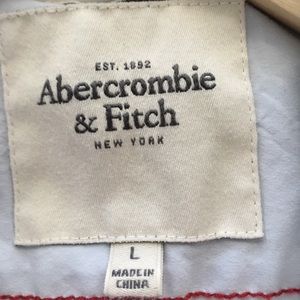 EST. 1892
Abercrombie
& Fitch
NEW YORK
L
MADE IN
CHINA